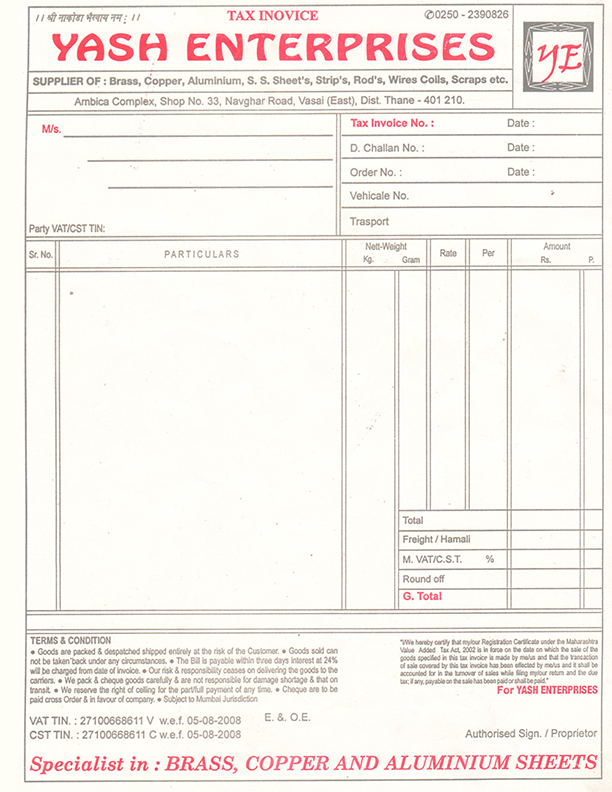 ।। श्री नाकोडा भैरवाय नमः ।।
TAX INOVICE
✆0250 - 2390826
YASH ENTERPRISES
YE
SUPPLIER OF : Brass, Copper, Aluminium, S. S. Sheet's, Strip's, Rod's, Wires Coils, Scraps etc.
Ambica Complex, Shop No. 33, Navghar Road, Vasai (East), Dist. Thane - 401 210.
M/s.
Party VAT/CST TIN:
Tax Invoice No. : Date :
D. Challan No. : Date :
Order No. : Date :
Vehicale No.
Trasport
Sr. No. PARTICULARS Nett-Weight Rate Per Amount
Kg. Gram Rs. P.
Total
Freight / Hamali
M. VAT/C.S.T. %
Round off
G. Total
TERMS & CONDITION
● Goods are packed & despatched shipped entirely at the risk of the Customer. ● Goods sold can
not be taken back under any circumstances. ● The Bill is payable within three days interest at 24%
will be charged from date of invoice. ● Our risk & responsibility ceases on delivering the goods to the
carriers. ● We pack & cheque goods carefully & are not responsible for damage shortage & that on
transit. ● We reserve the right of celling for the part/full payment of any time. ● Cheque are to be
paid cross Order & in favour of company. ● Subject to Mumbai Jurisdiction
"I/We hereby certify that my/our Registration Certificate under the Maharashtra
Value Added Tax Act, 2002 is in force on the date on which the sale of the
goods specified in this tax invoice is made by me/us and that the transaction
of sale covered by this tax invoice has been effected by me/us and it shall be
accounted for in the turnover of sales while filing my/our return and the due
tax; if any, payable on the sale has been paid or shall be paid."
For YASH ENTERPRISES
VAT TIN. : 27100668611 V w.e.f. 05-08-2008
E. & O.E.
CST TIN. : 27100668611 C w.e.f. 05-08-2008
Authorised Sign. / Proprietor
Specialist in : BRASS, COPPER AND ALUMINIUM SHEETS